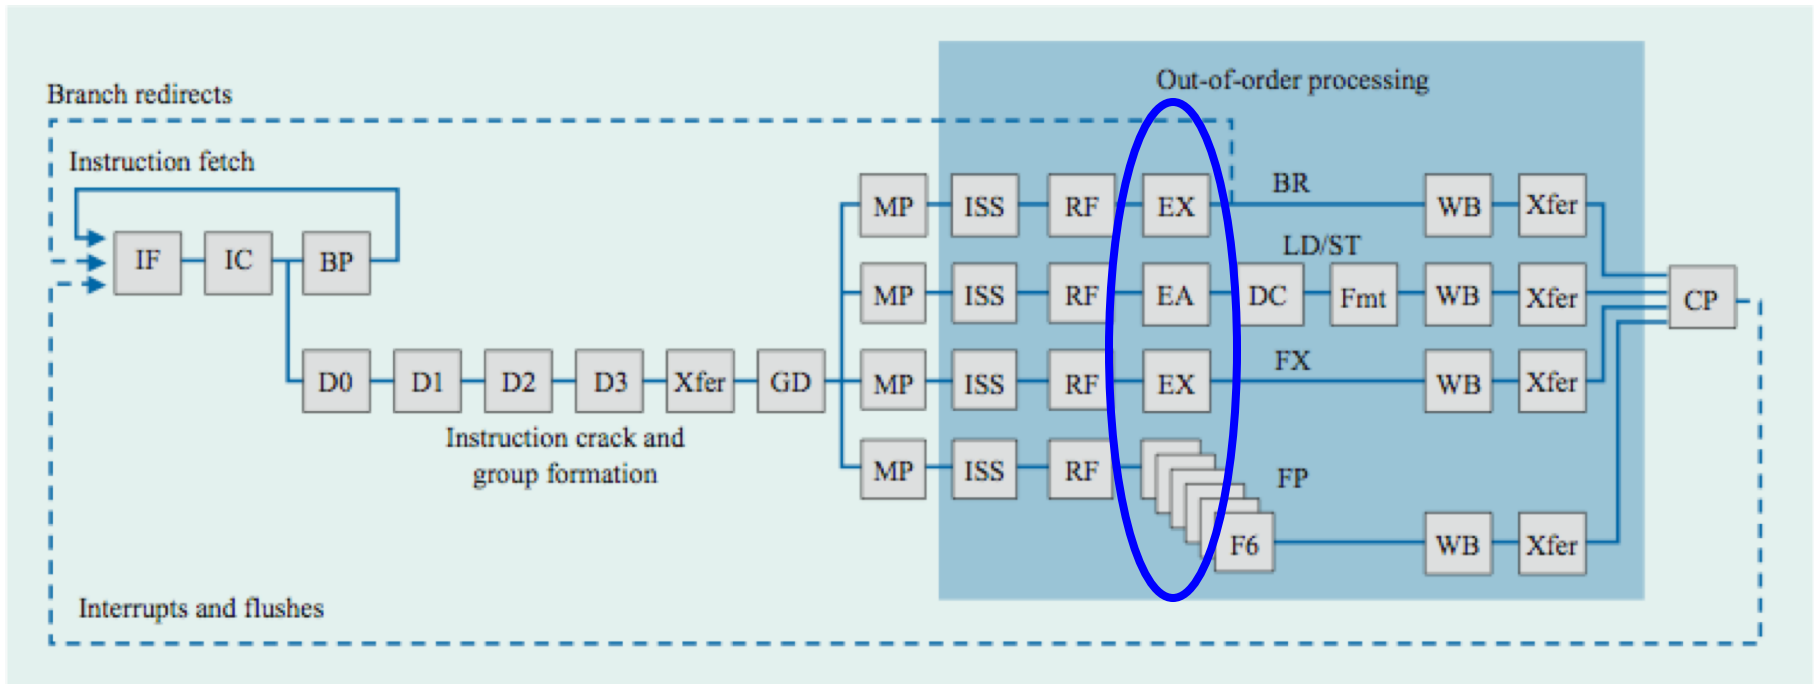 Out-of-order processing
Branch redirects
Instruction fetch
BR
MP ISS RF EX WB Xfer
IF IC BP
LD/ST
MP ISS RF EA DC Fmt WB Xfer
CP
FX
D0 D1 D2 D3 Xfer GD MP ISS RF EX WB Xfer
Instruction crack and
group formation
MP ISS RF FP
F6 WB Xfer
Interrupts and flushes